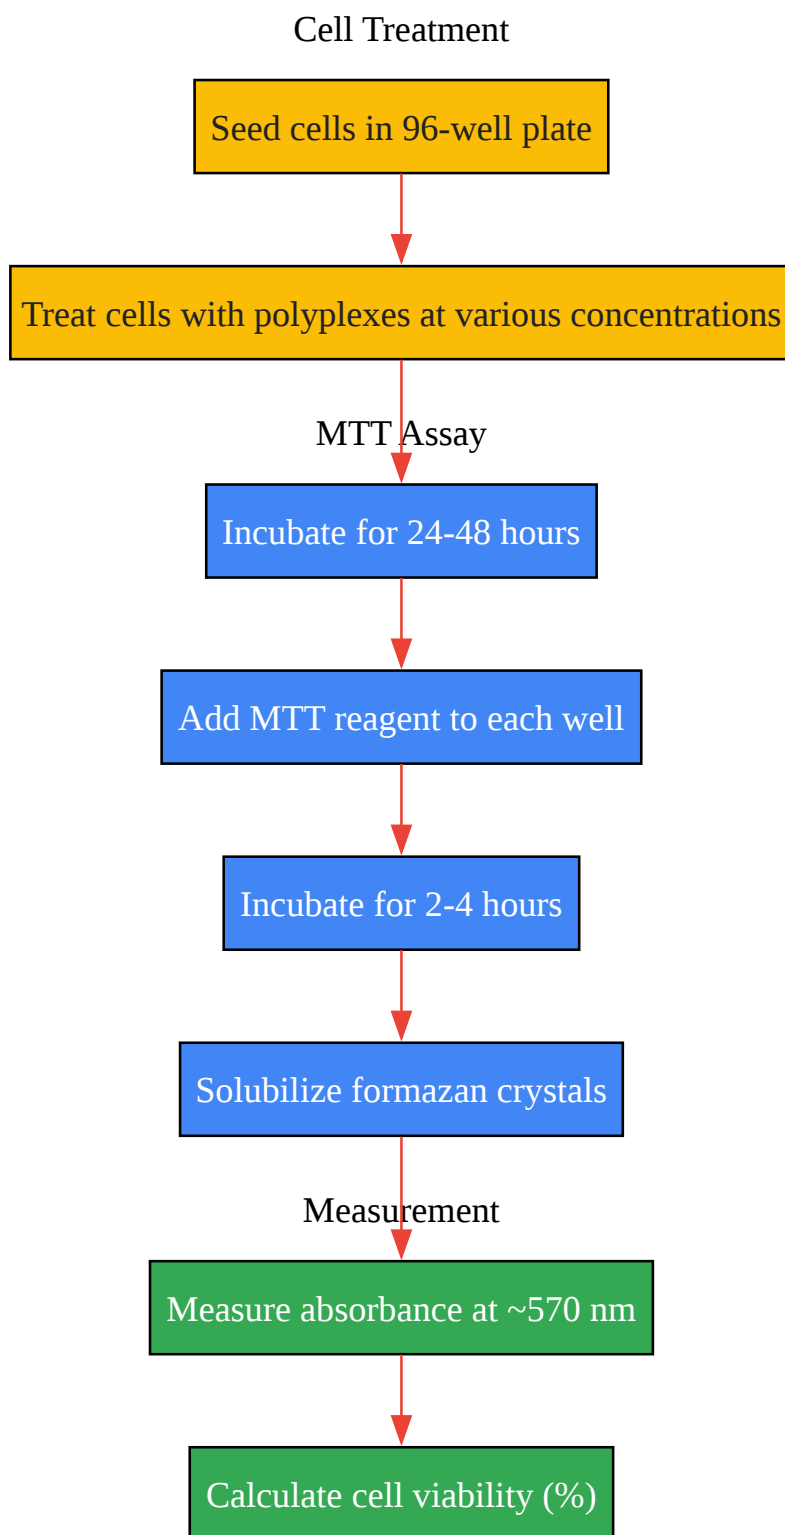 Cell Treatment
Seed cells in 96-well plate
Treat cells with polyplexes at various concentrations
MTT Assay
Incubate for 24-48 hours
Add MTT reagent to each well
Incubate for 2-4 hours
Solubilize formazan crystals
Measurement
Measure absorbance at ~570 nm
Calculate cell viability (%)